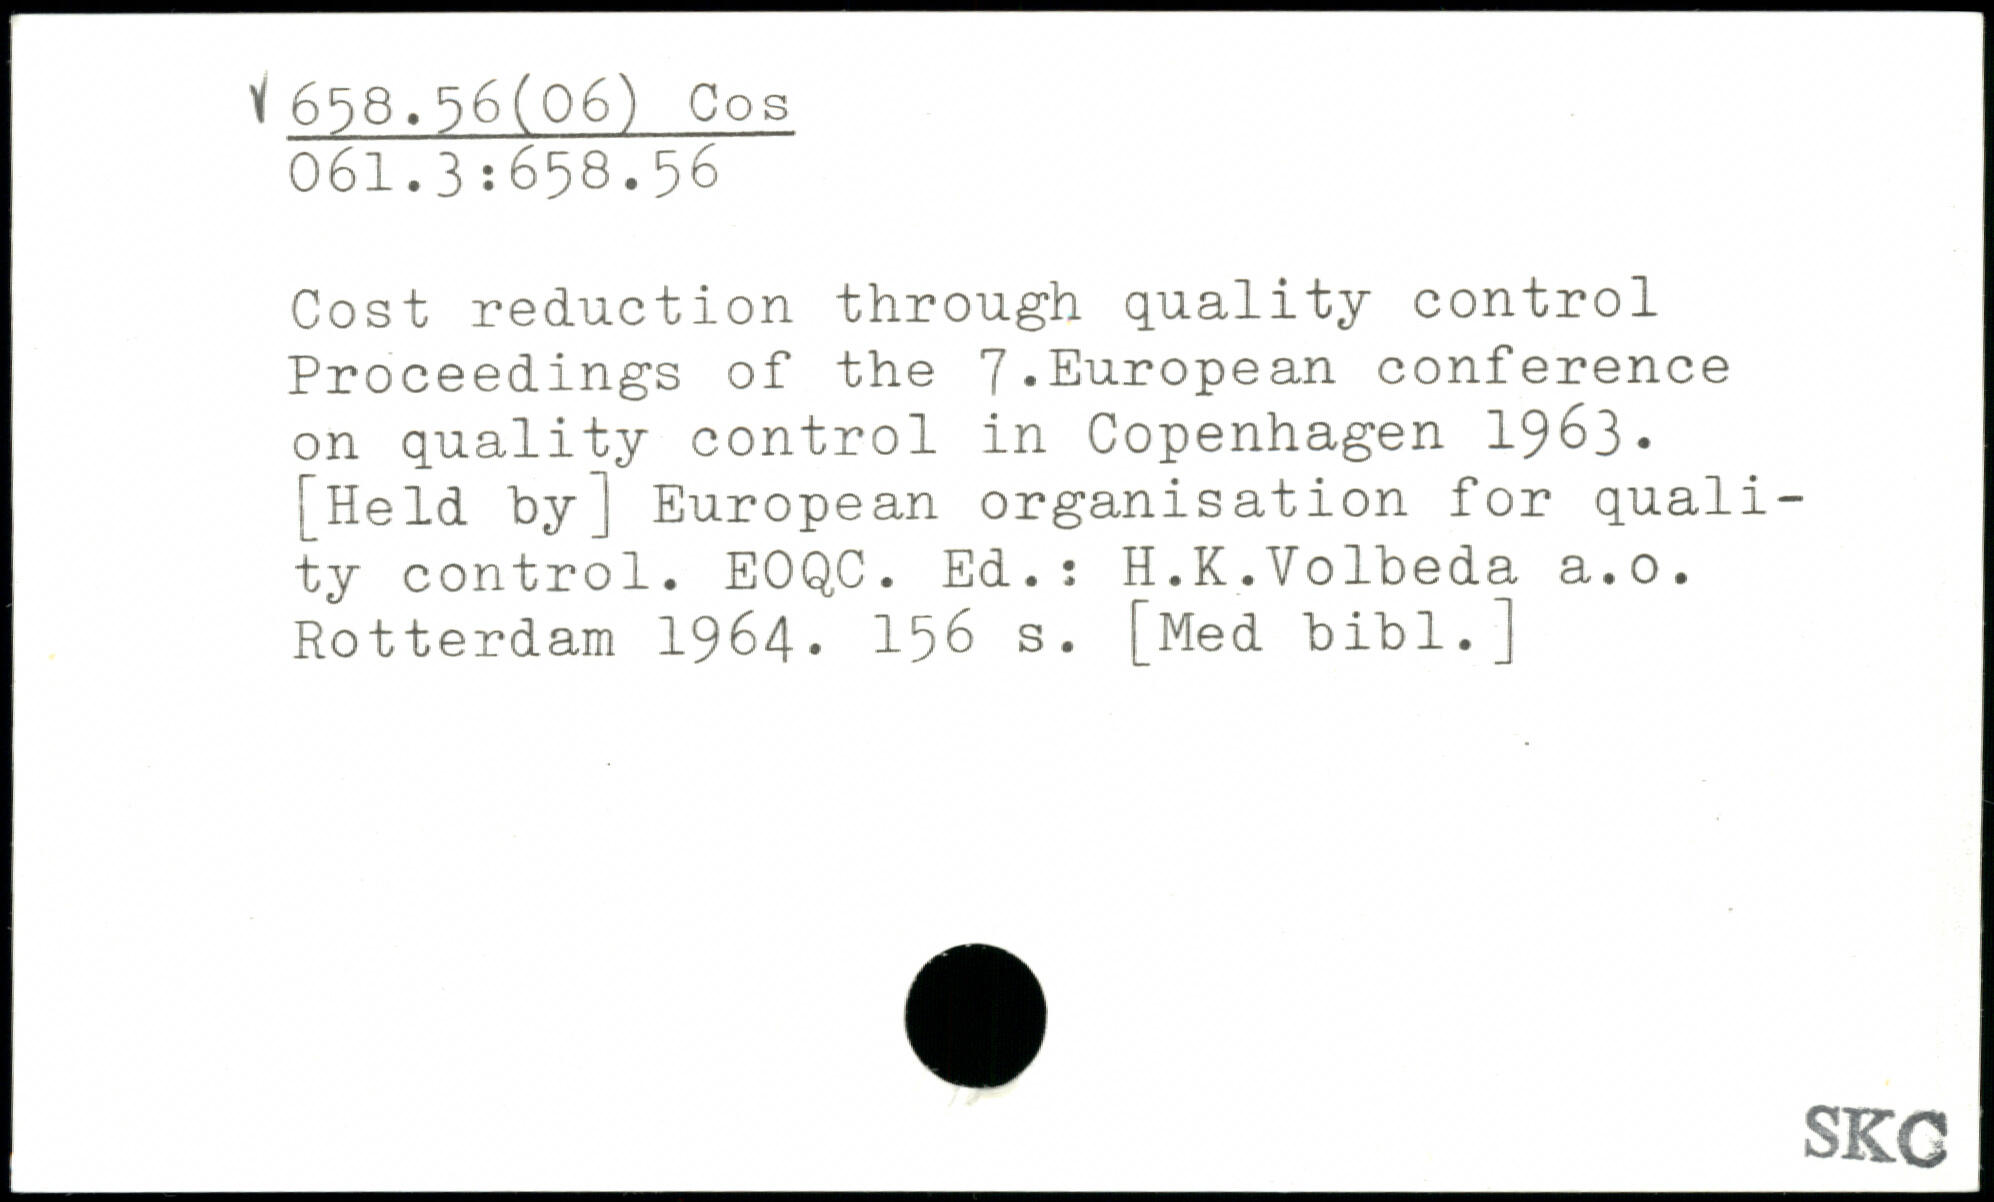 √ 658.56(06) Cos
061.3:658.56
Cost reduction through quality control
Proceedings of the 7.European conference
on quality control in Copenhagen 1963.
[Held by] European organisation for quali-
ty control. EOQC. Ed.: H.K.Volbeda a.o.
Rotterdam 1964. 156 s. [Med bibl.]
SKC